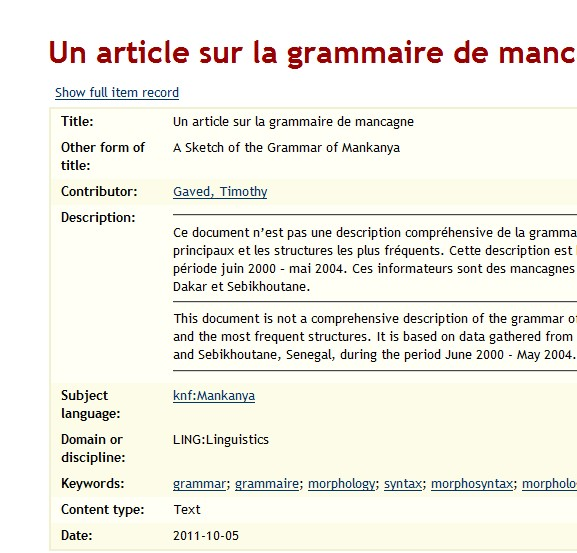 Un article sur la grammaire de
Show full item record
Title: Un article sur la grammaire de mancagne
Other form of title: A Sketch of the Grammar of Mankanya
Contributor: Gaved, Timothy
Description:
Ce document n’est pas une description compréhensive de la
principaux et les structures les plus fréquents. Cette description est
période juin 2000 - mai 2004. Ces informateurs sont des mancagnes
Dakar et Sebikhoutane.
This document is not a comprehensive description of the grammar
and the most frequent structures. It is based on data gathered from
and Sebikhoutane, Senegal, during the period June 2000 - May 2004.
Subject language: knf:Mankanya
Domain or discipline: LING:Linguistics
Keywords: grammar; grammaire; morphology; syntax; morphosyntax;
Content type: Text
Date: 2011-10-05